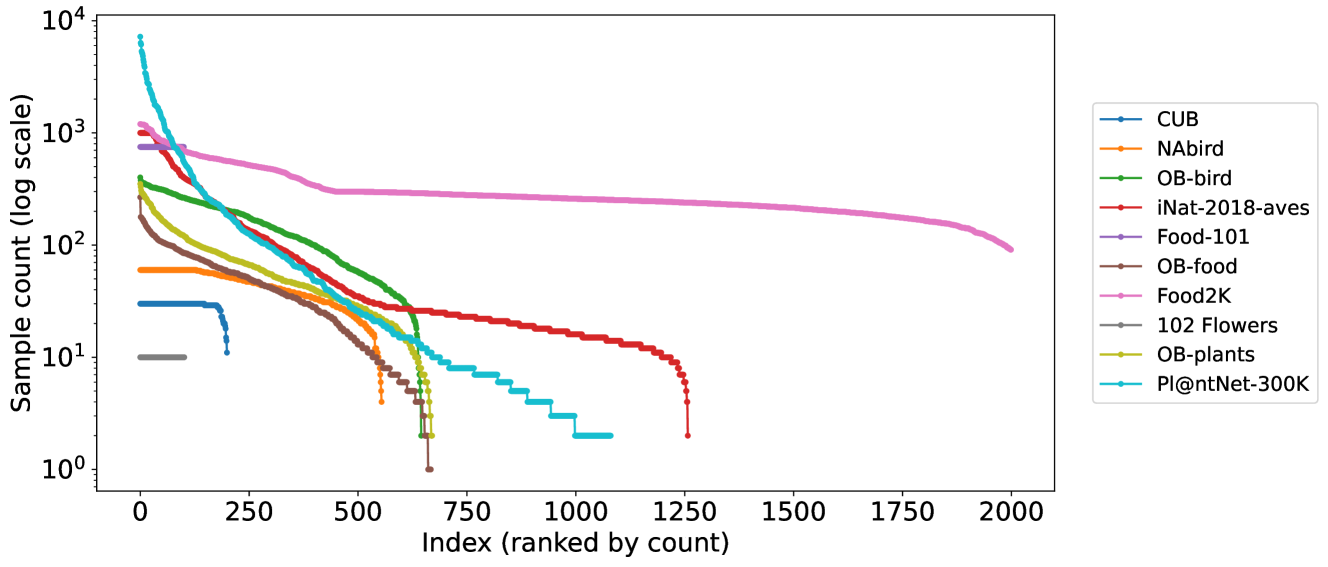 Sample count (log scale)
10⁴
10³
10²
10¹
10⁰
0 250 500 750 1000 1250 1500 1750 2000
Index (ranked by count)
CUB
NAbird
OB-bird
iNat-2018-aves
Food-101
OB-food
Food2K
102 Flowers
OB-plants
Pl@ntNet-300K